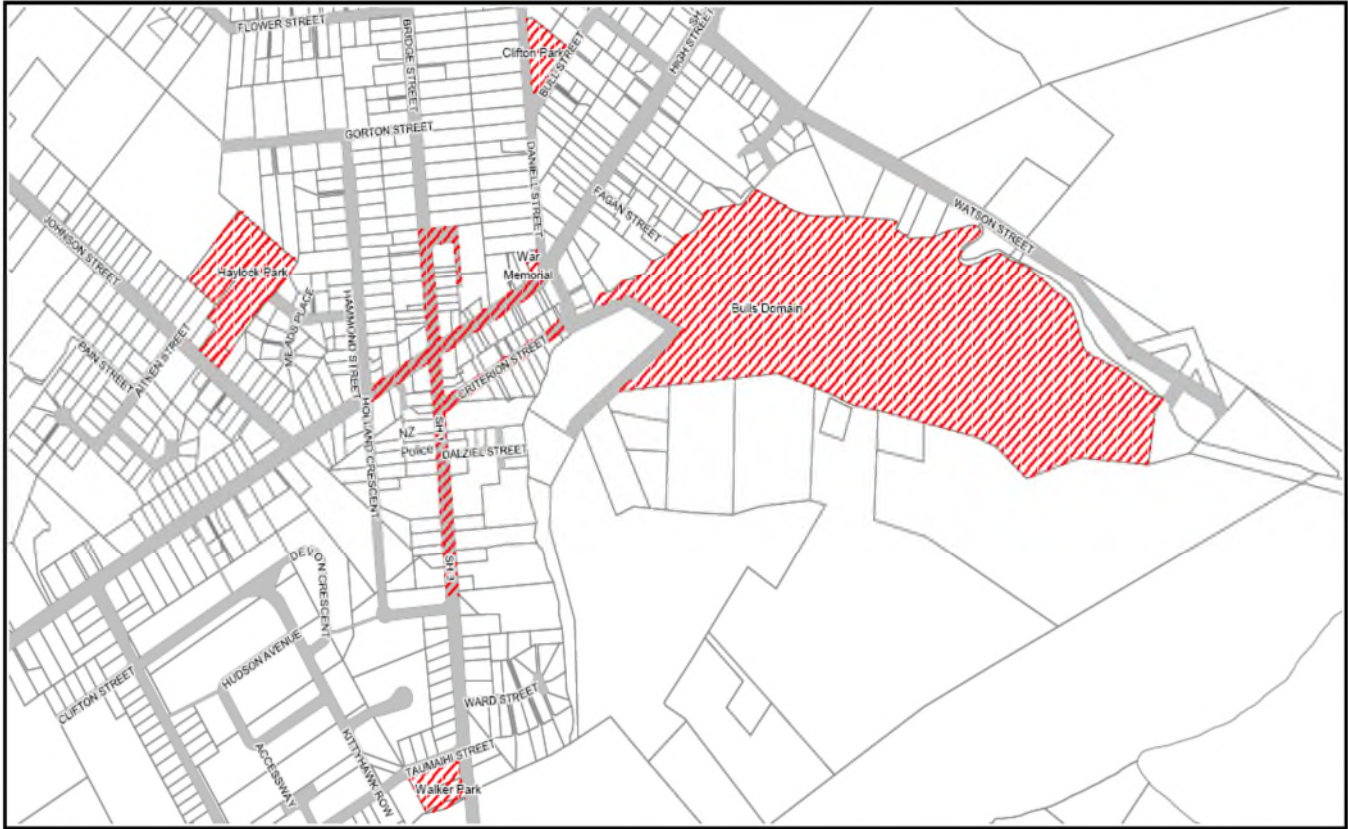 FLOWER STREET
BRIDGE STREET
Clifton Park
BULL STREET
HIGH STREET
SH
GORTON STREET
DANIELL STREET
FAGAN STREET
WATSON STREET
JOHNSON STREET
Haylock Park
War
Memorial
MEADS PLACE
HAMMOND STREET
Bulls Domain
PAIN STREET
AITKEN STREET
CRITERION STREET
HOLLAND CRESCENT
NZ
Police
SH 1
DALZIEL STREET
DEVON CRESCENT
SH 1
HUDSON AVENUE
CLIFTON STREET
WARD STREET
KITTYHAWK ROW
ACCESSWAY
TAUMAIHI STREET
Walker Park